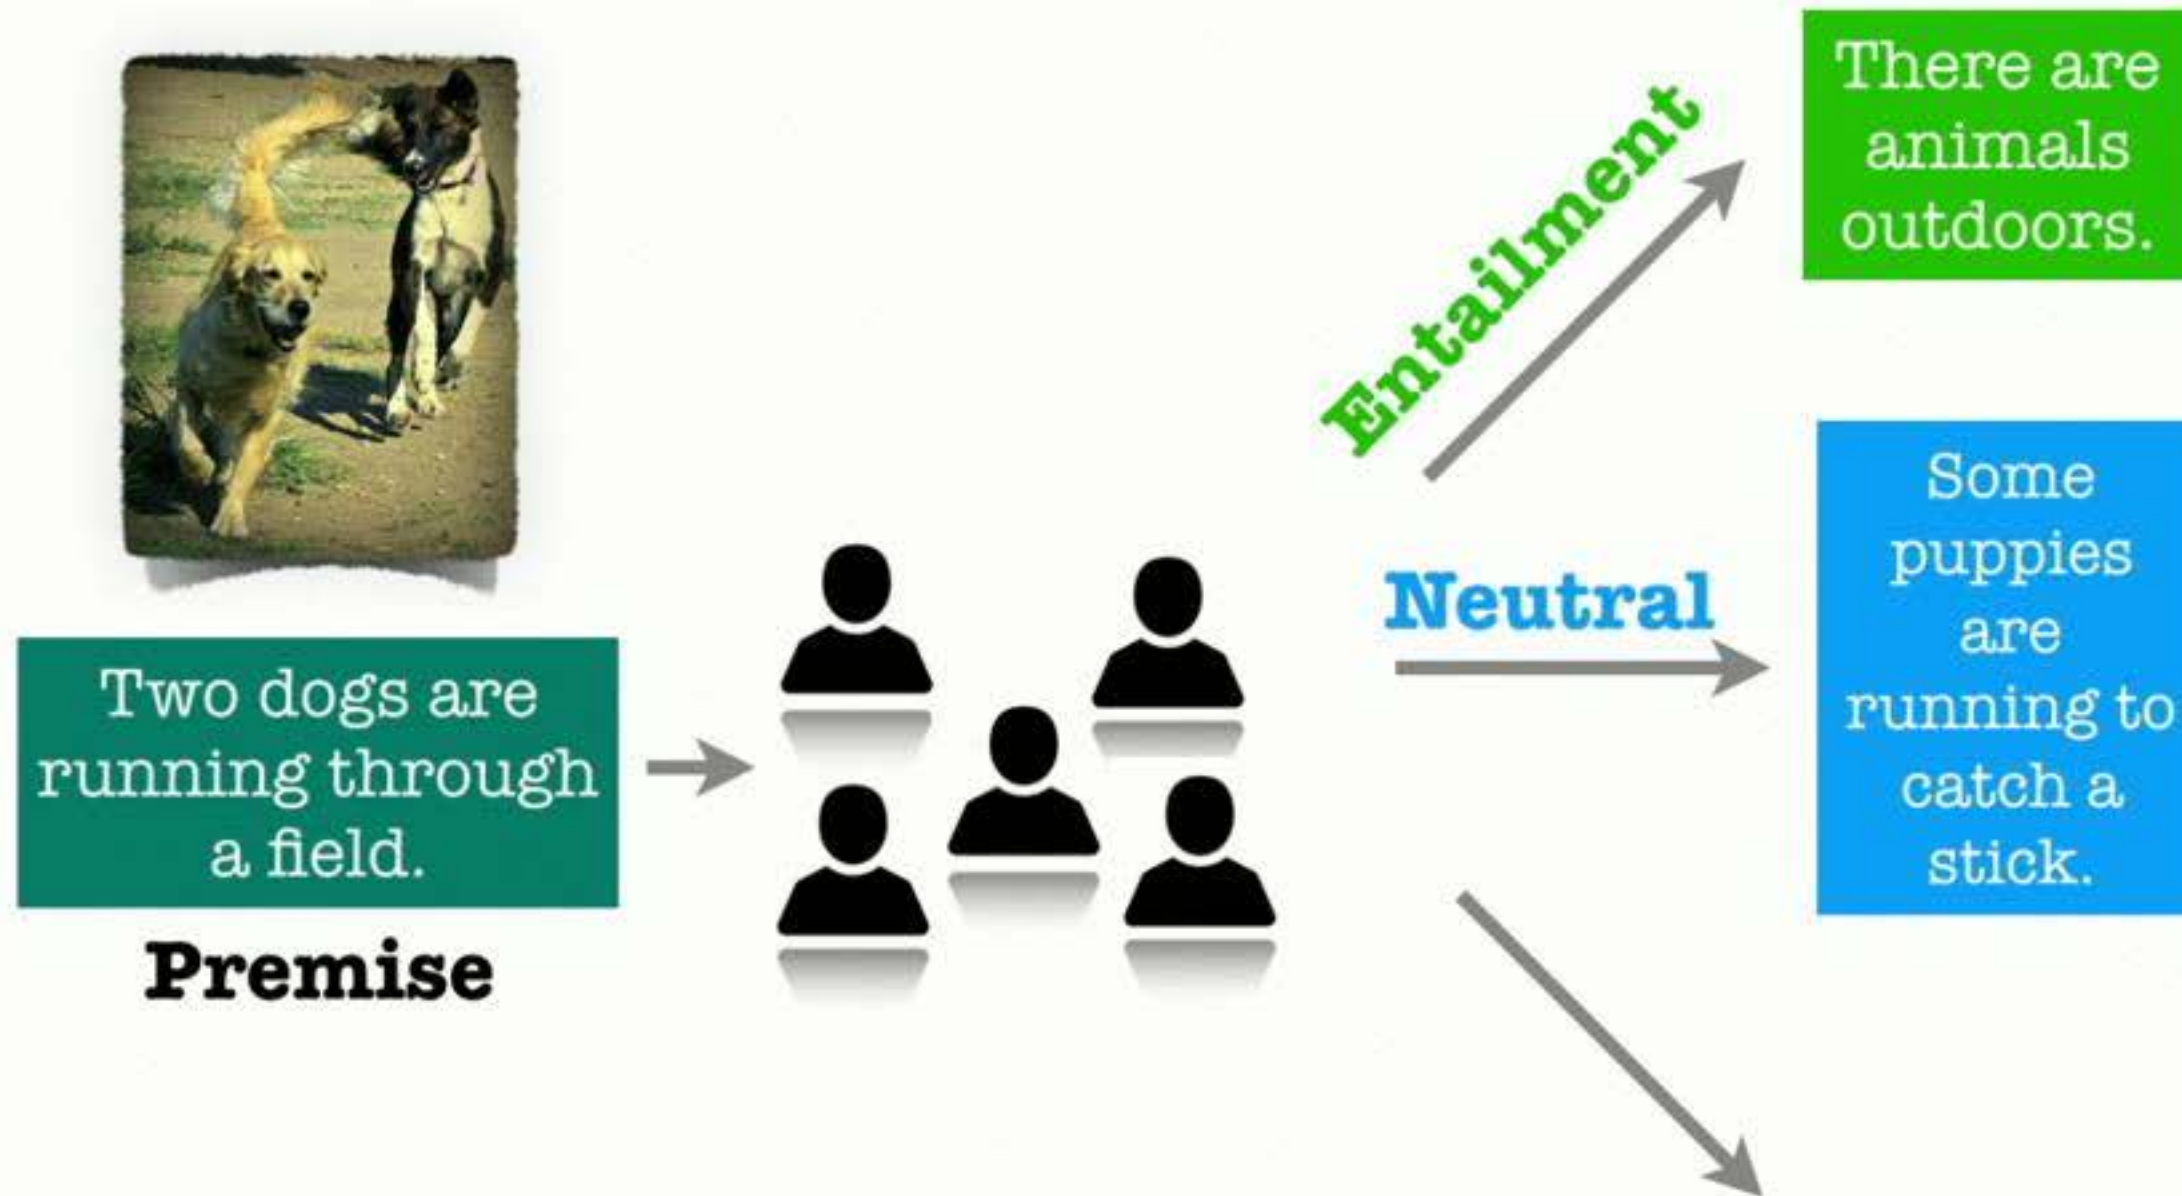 There are
animals
outdoors.
Entailment
Some
puppies
are
running to
catch a
stick.
Neutral
Two dogs are
running through
a field.
Premise